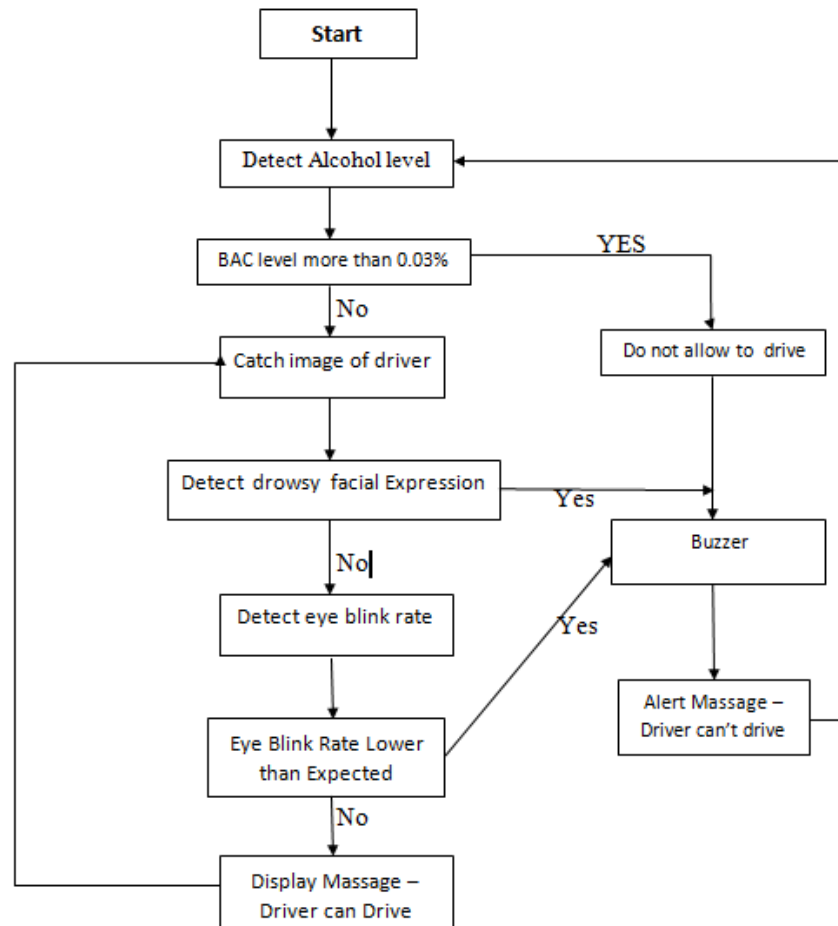 Start
Detect Alcohol level
BAC level more than 0.03%
YES
No
Catch image of driver
Do not allow to drive
Detect drowsy facial Expression
Yes
Buzzer
No
Detect eye blink rate
Yes
Alert Massage –
Driver can't drive
Eye Blink Rate Lower
than Expected
No
Display Massage –
Driver can Drive